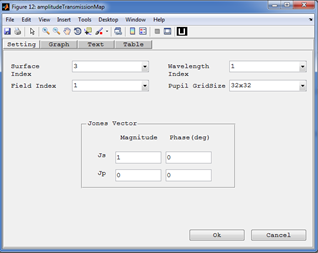 Figure 12: amplitudeTransmissionMap
File Edit View Insert Tools Desktop Window Help
Setting Graph Text Table
Surface Index 3 Wavelength Index 1
Field Index 1 Pupil GridSize 32x32
Jones Vector
Magnitude Phase(deg)
Js 1 0
Jp 0 0
Ok Cancel